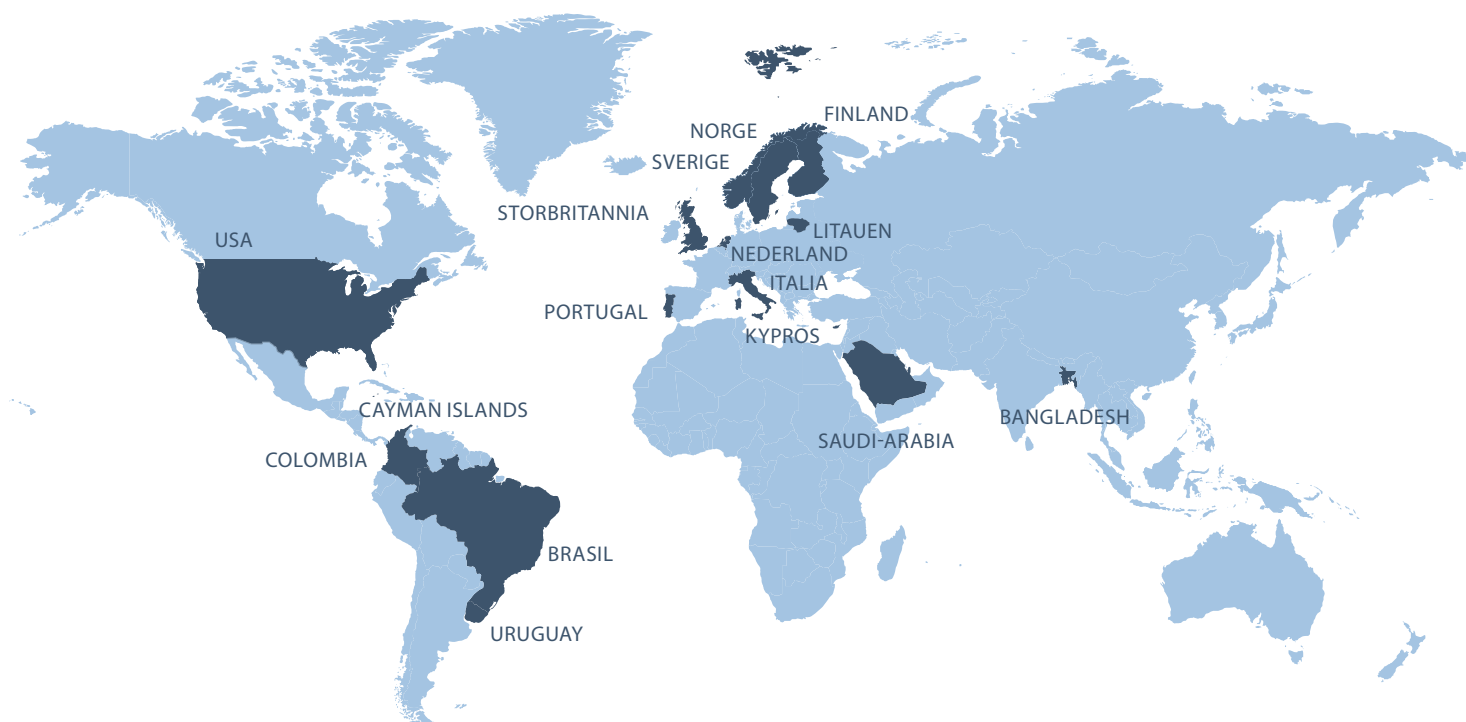 FINLAND
NORGE
SVERIGE
STORBRITANNIA
LITAUEN
USA
NEDERLAND
ITALIA
PORTUGAL
KYPROS
CAYMAN ISLANDS
BANGLADESH
SAUDI-ARABIA
COLOMBIA
BRASIL
URUGUAY